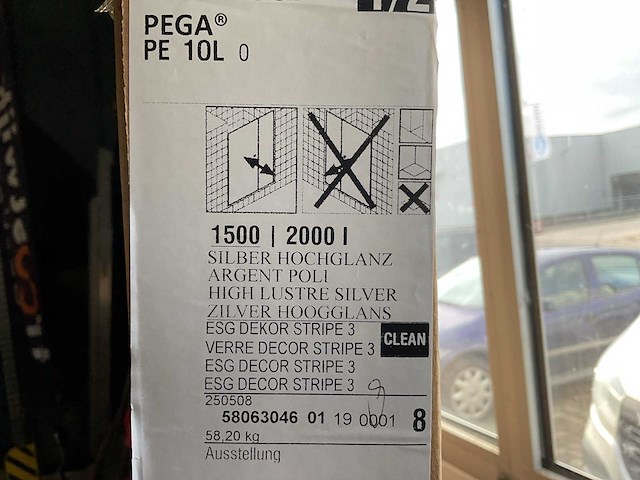 1/2
PEGA®
PE 10L 0
1500 | 2000 I
SILBER HOCHGLANZ
ARGENT POLI
HIGH LUSTRE SILVER
ZILVER HOOGGLANS
ESG DEKOR STRIPE 3
VERRE DECOR STRIPE 3
ESG DECOR STRIPE 3
ESG DECOR STRIPE 3
CLEAN
250508
58063046 01 19 0001 8
58,20 kg
Ausstellung